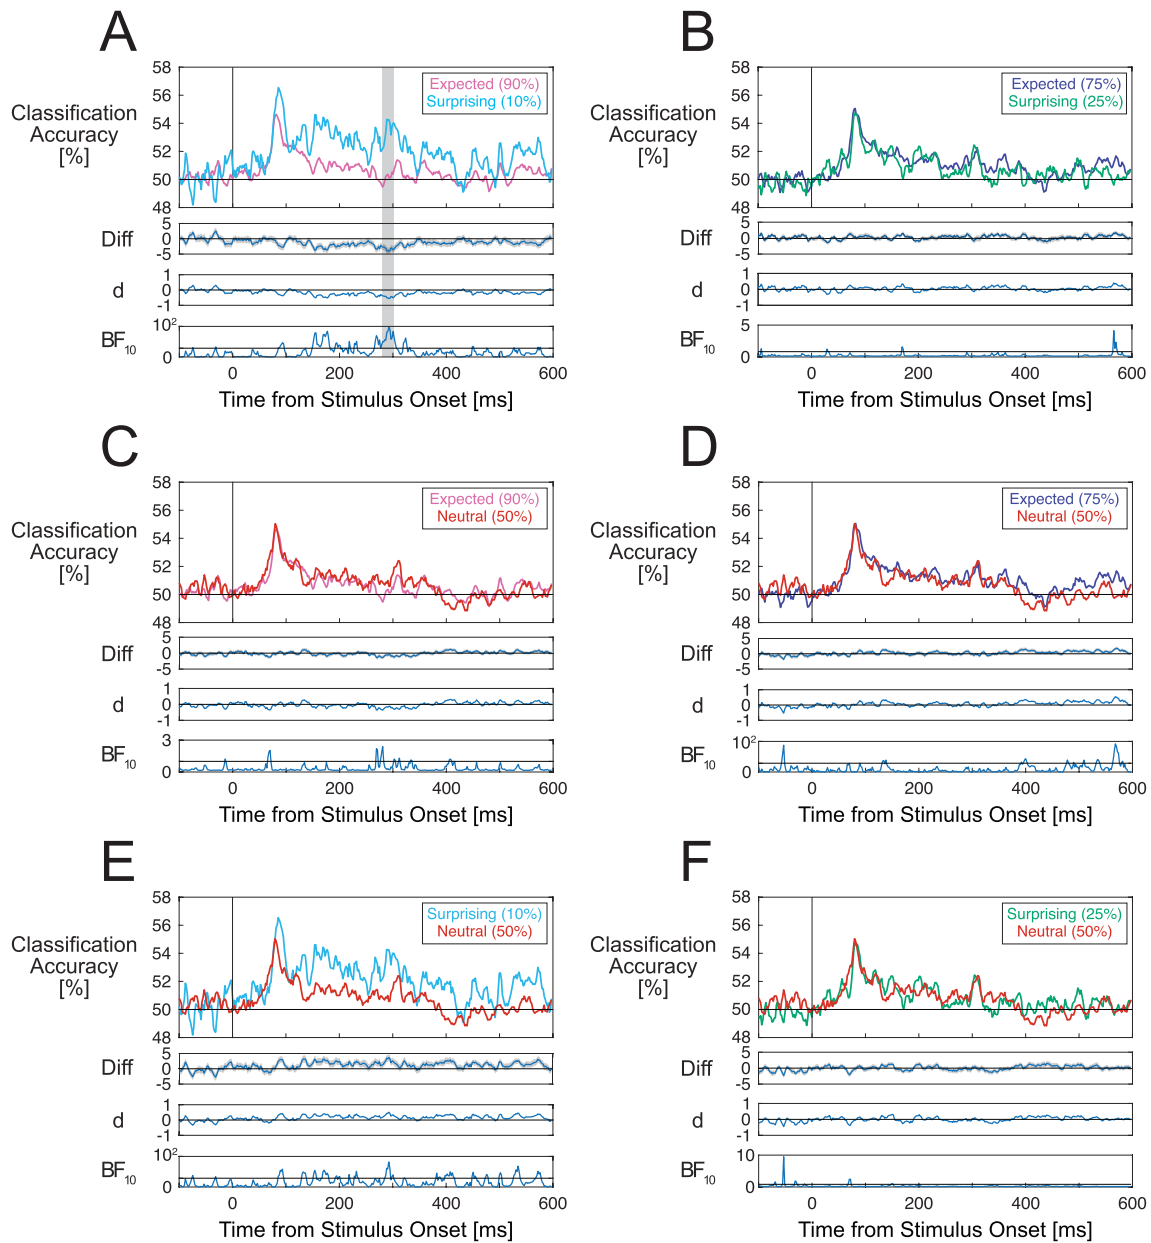 A
58
56
54
52
50
48
Classification
Accuracy
[%]
Expected (90%)
Surprising (10%)
Diff
5
0
-5
d
1
0
-1
BF10
10²
0
0
200
400
600
Time from Stimulus Onset [ms]
B
58
56
54
52
50
48
Classification
Accuracy
[%]
Expected (75%)
Surprising (25%)
Diff
5
0
-5
d
1
0
-1
BF10
5
0
0
200
400
600
Time from Stimulus Onset [ms]
C
58
56
54
52
50
48
Classification
Accuracy
[%]
Expected (90%)
Neutral (50%)
Diff
5
0
-5
d
1
0
-1
BF10
3
0
0
200
400
600
Time from Stimulus Onset [ms]
D
58
56
54
52
50
48
Classification
Accuracy
[%]
Expected (75%)
Neutral (50%)
Diff
5
0
-5
d
1
0
-1
BF10
10²
0
0
200
400
600
Time from Stimulus Onset [ms]
E
58
56
54
52
50
48
Classification
Accuracy
[%]
Surprising (10%)
Neutral (50%)
Diff
5
0
-5
d
1
0
-1
BF10
10²
0
0
200
400
600
Time from Stimulus Onset [ms]
F
58
56
54
52
50
48
Classification
Accuracy
[%]
Surprising (25%)
Neutral (50%)
Diff
5
0
-5
d
1
0
-1
BF10
10
0
0
200
400
600
Time from Stimulus Onset [ms]